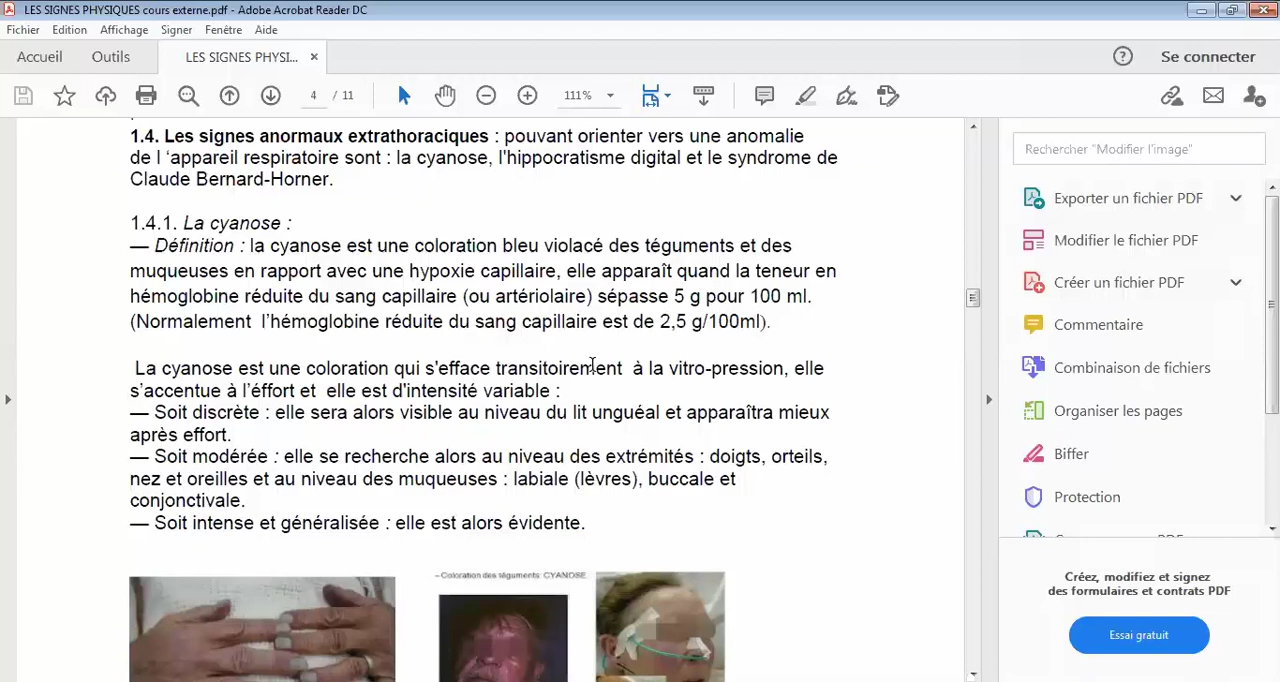 LES SIGNES PHYSIQUES cours externe.pdf - Adobe Acrobat Reader DC
Fichier Edition Affichage Signer Fenêtre Aide
Accueil Outils LES SIGNES PHYSI... × Se connecter
4 / 11 111%
1.4. Les signes anormaux extrathoraciques : pouvant orienter vers une anomalie
de l 'appareil respiratoire sont : la cyanose, l'hippocratisme digital et le syndrome de
Claude Bernard-Horner.
1.4.1. La cyanose :
— Définition : la cyanose est une coloration bleu violacé des téguments et des
muqueuses en rapport avec une hypoxie capillaire, elle apparaît quand la teneur en
hémoglobine réduite du sang capillaire (ou artériolaire) sépasse 5 g pour 100 ml.
(Normalement l'hémoglobine réduite du sang capillaire est de 2,5 g/100ml).
La cyanose est une coloration qui s'efface transitoirement à la vitro-pression, elle
s'accentue à l'éffort et elle est d'intensité variable :
— Soit discrète : elle sera alors visible au niveau du lit unguéal et apparaîtra mieux
après effort.
— Soit modérée : elle se recherche alors au niveau des extrémités : doigts, orteils,
nez et oreilles et au niveau des muqueuses : labiale (lèvres), buccale et
conjonctivale.
— Soit intense et généralisée : elle est alors évidente.
– Coloration des téguments: CYANOSE
Rechercher "Modifier l'image"
Exporter un fichier PDF
Modifier le fichier PDF
Créer un fichier PDF
Commentaire
Combinaison de fichiers
Organiser les pages
Biffer
Protection
Créez, modifiez et signez
des formulaires et contrats PDF
Essai gratuit